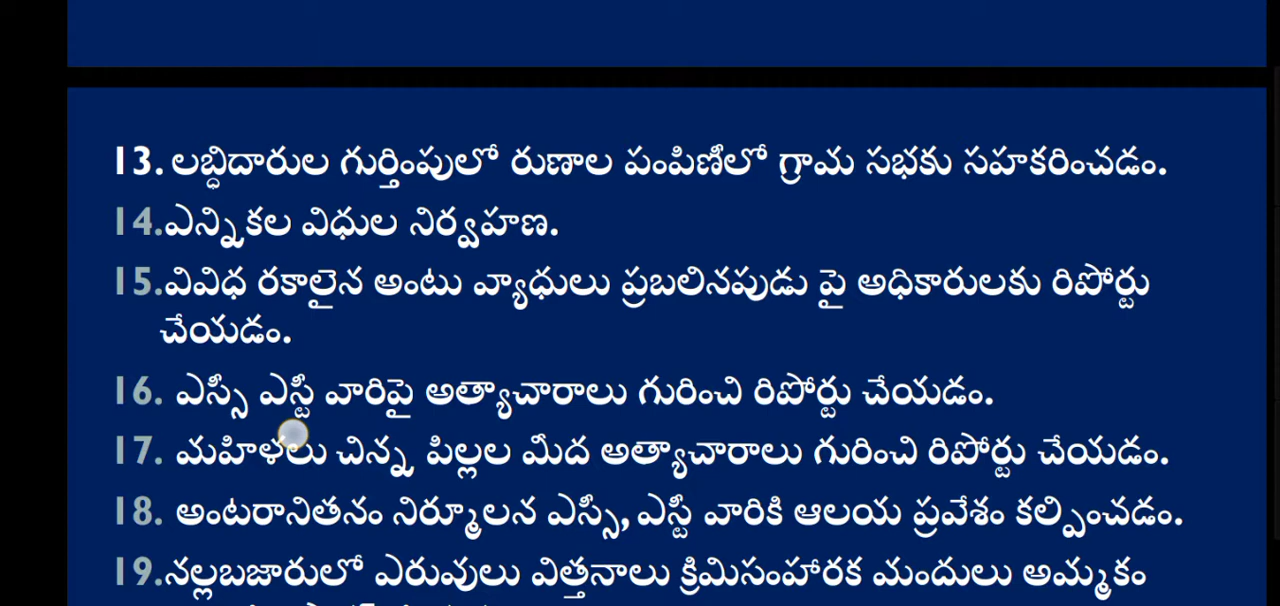 13. లబ్ధిదారుల గుర్తింపులో రుణాల పంపిణీలో గ్రామ సభకు సహకరించడం.
14.ఎన్నికల విధుల నిర్వహణ.
15.వివిధ రకాలైన అంటు వ్యాధులు ప్రబలినపుడు పై అధికారులకు రిపోర్టు
చేయడం.
16. ఎస్సీ ఎస్టీ వారిపై అత్యాచారాలు గురించి రిపోర్టు చేయడం.
17. మహిళలు చిన్న పిల్లల మీద అత్యాచారాలు గురించి రిపోర్టు చేయడం.
18. అంటరానితనం నిర్మూలన ఎస్సీ, ఎస్టీ వారికి ఆలయ ప్రవేశం కల్పించడం.
19.నల్లబజారులో ఎరువులు విత్తనాలు క్రిమిసంహారక మందులు అమ్మకం